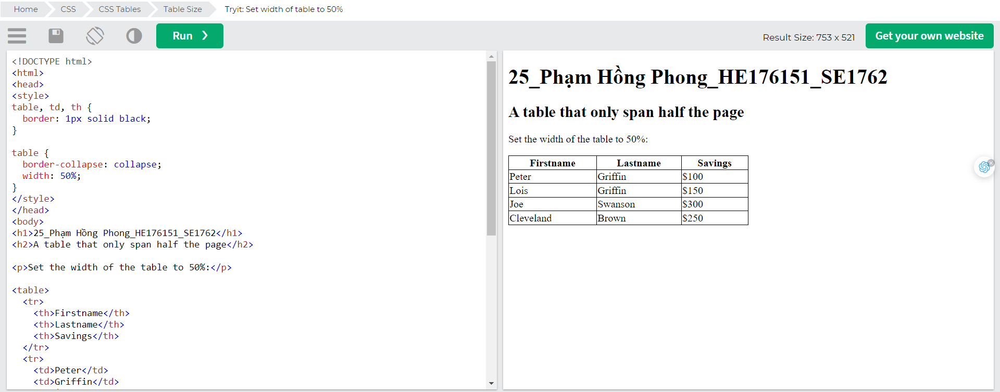 Home CSS CSS Tables Table Size Tryit: Set width of table to 50%
Run ❯ Result Size: 753 x 521 Get your own website
<!DOCTYPE html>
<html>
<head>
<style>
table, td, th {
  border: 1px solid black;
}

table {
  border-collapse: collapse;
  width: 50%;
}
</style>
</head>
<body>
<h1>25_Phạm Hồng Phong_HE176151_SE1762</h1>
<h2>A table that only span half the page</h2>

<p>Set the width of the table to 50%:</p>

<table>
  <tr>
    <th>Firstname</th>
    <th>Lastname</th>
    <th>Savings</th>
  </tr>
  <tr>
    <td>Peter</td>
    <td>Griffin</td>
25_Phạm Hồng Phong_HE176151_SE1762
A table that only span half the page
Set the width of the table to 50%:
Firstname Lastname Savings
Peter Griffin $100
Lois Griffin $150
Joe Swanson $300
Cleveland Brown $250